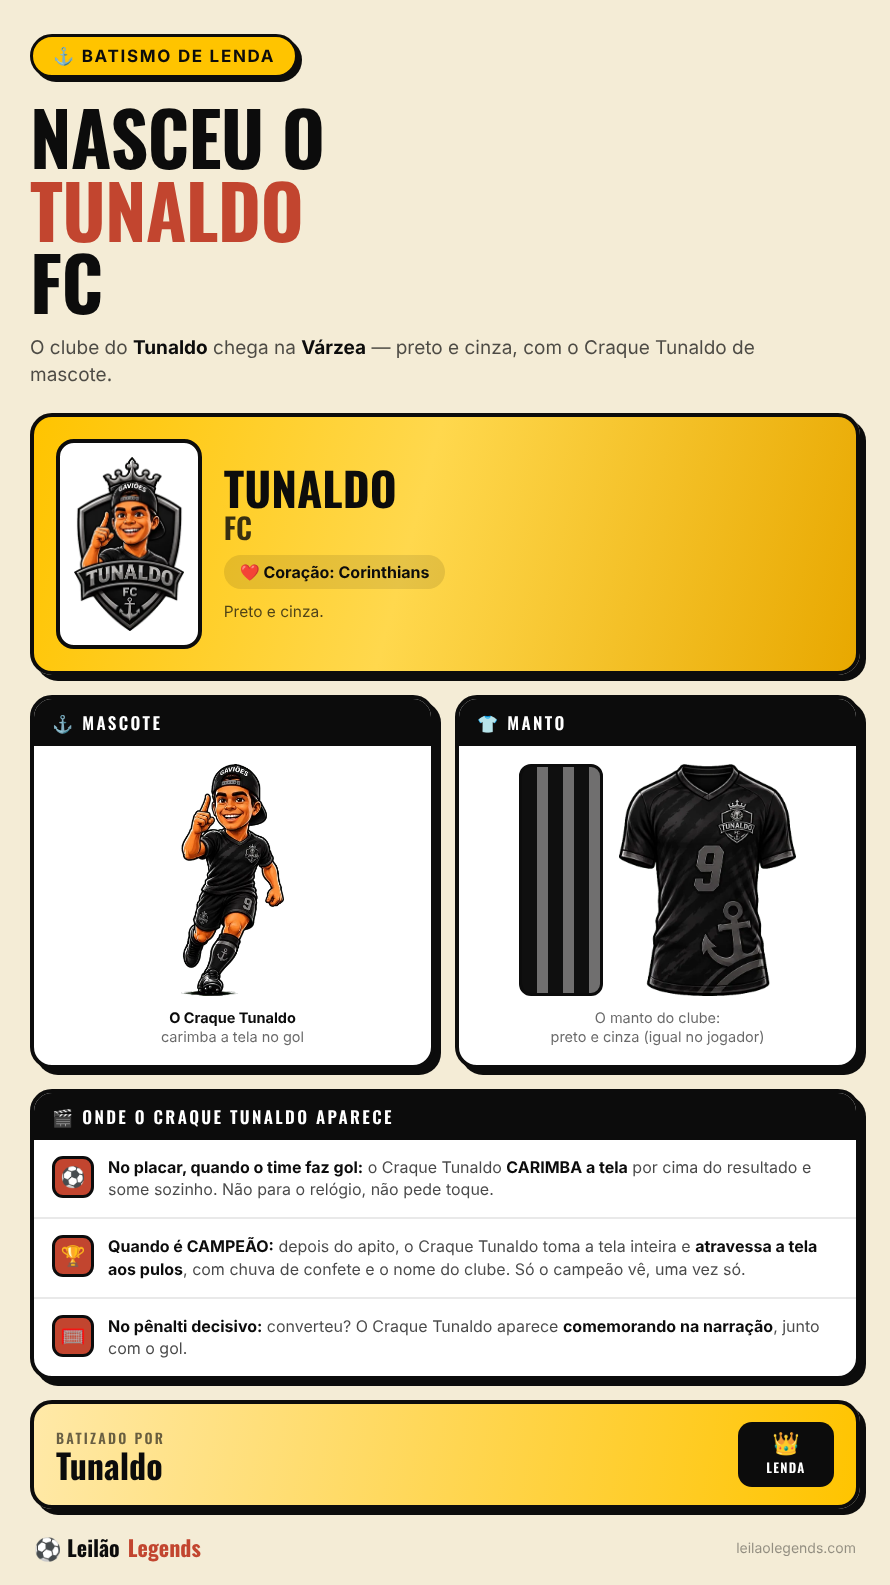 ⚓ BATISMO DE LENDA
NASCEU O
TUNALDO
FC
O clube do Tunaldo chega na Várzea — preto e cinza, com o Craque Tunaldo de
mascote.
GAVIÕES
TUNALDO
FC
TUNALDO
FC
❤️ Coração: Corinthians
Preto e cinza.
⚓ MASCOTE
GAVIÕES
9
O Craque Tunaldo
carimba a tela no gol
👕 MANTO
TUNALDO
FC
9
O manto do clube:
preto e cinza (igual no jogador)
🎬 ONDE O CRAQUE TUNALDO APARECE
No placar, quando o time faz gol: o Craque Tunaldo CARIMBA a tela por cima do resultado e
some sozinho. Não para o relógio, não pede toque.
Quando é CAMPEÃO: depois do apito, o Craque Tunaldo toma a tela inteira e atravessa a tela
aos pulos, com chuva de confete e o nome do clube. Só o campeão vê, uma vez só.
No pênalti decisivo: converteu? O Craque Tunaldo aparece comemorando na narração, junto
com o gol.
BATIZADO POR
Tunaldo
👑
LENDA
⚽ Leilão Legends
leilaolegends.com